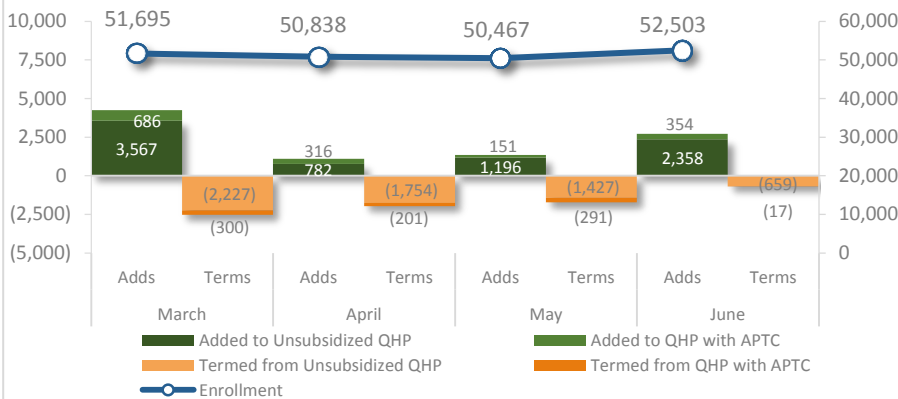 51,695 50,838 50,467 52,503
10,000 60,000
7,500 50,000
5,000 40,000
686 316 151 354
2,500 3,567 782 1,196 2,358 30,000
0 20,000
(2,227) (1,754) (1,427) (659)
(2,500) (300) (201) (291) (17) 10,000
(5,000) 0
Adds Terms Adds Terms Adds Terms Adds Terms
March April May June
Added to Unsubsidized QHP Added to QHP with APTC
Termed from Unsubsidized QHP Termed from QHP with APTC
Enrollment